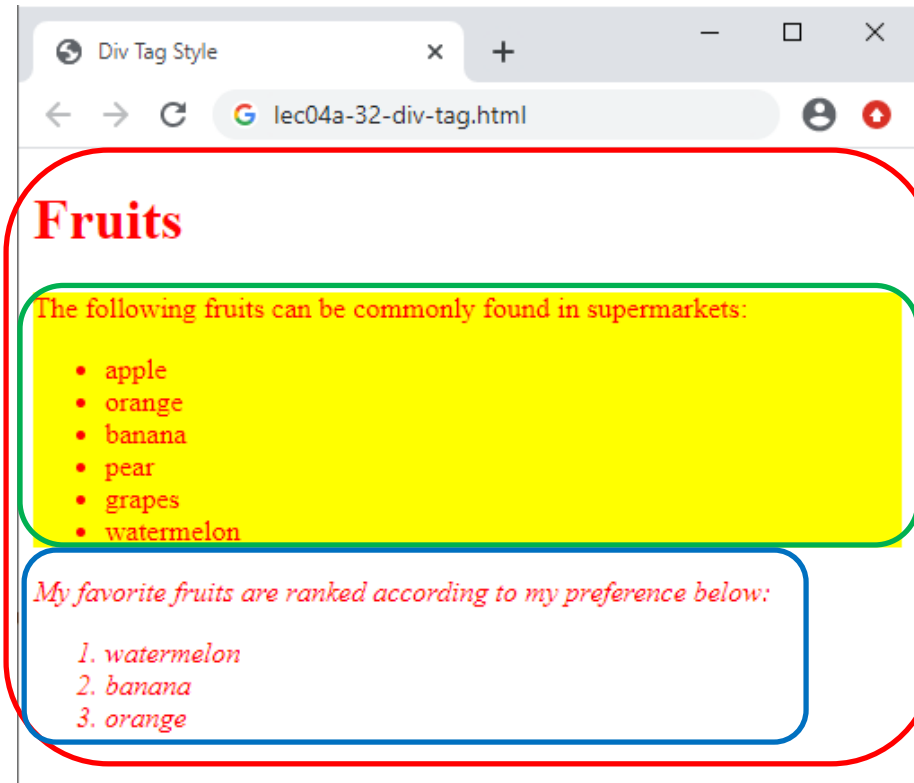 Div Tag Style
lec04a-32-div-tag.html
Fruits
The following fruits can be commonly found in supermarkets:
• apple
• orange
• banana
• pear
• grapes
• watermelon
My favorite fruits are ranked according to my preference below:
1. watermelon
2. banana
3. orange